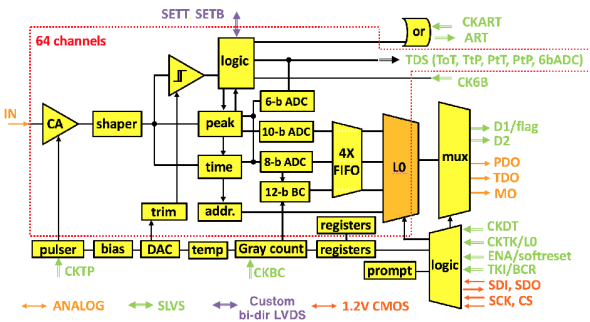 SETT SETB
64 channels
or
CKART
ART
logic
TDS (ToT, TtP, PtT, PtP, 6bADC)
CK6B
6-b ADC
IN
CA
shaper
peak
10-b ADC
4X
FIFO
L0
mux
D1/flag
D2
time
8-b ADC
PDO
12-b BC
TDO
MO
trim
addr.
registers
CKDT
pulser
bias
DAC
temp
Gray count
registers
logic
CKTK/L0
ENA/softreset
CKTP
CKBC
prompt
TKI/BCR
SDI, SDO
SCK, CS
ANALOG
SLVS
Custom
bi-dir LVDS
1.2V CMOS